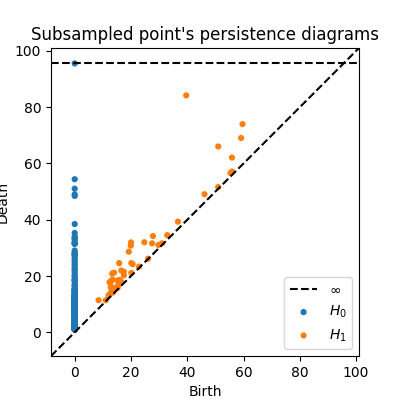 Subsampled point's persistence diagrams
100
80
60
40
20
0
Death
∞
H₀
H₁
0 20 40 60 80 100
Birth